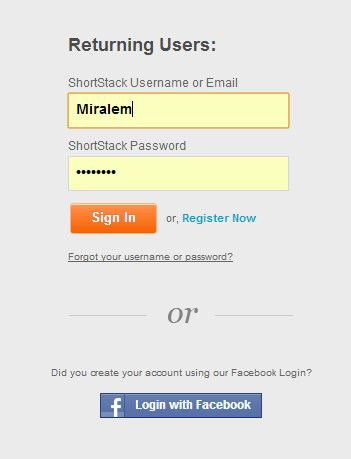 Returning Users:
ShortStack Username or Email
Miralem
ShortStack Password
••••••••
Sign In or, Register Now
Forgot your username or password?
or
Did you create your account using our Facebook Login?
f Login with Facebook